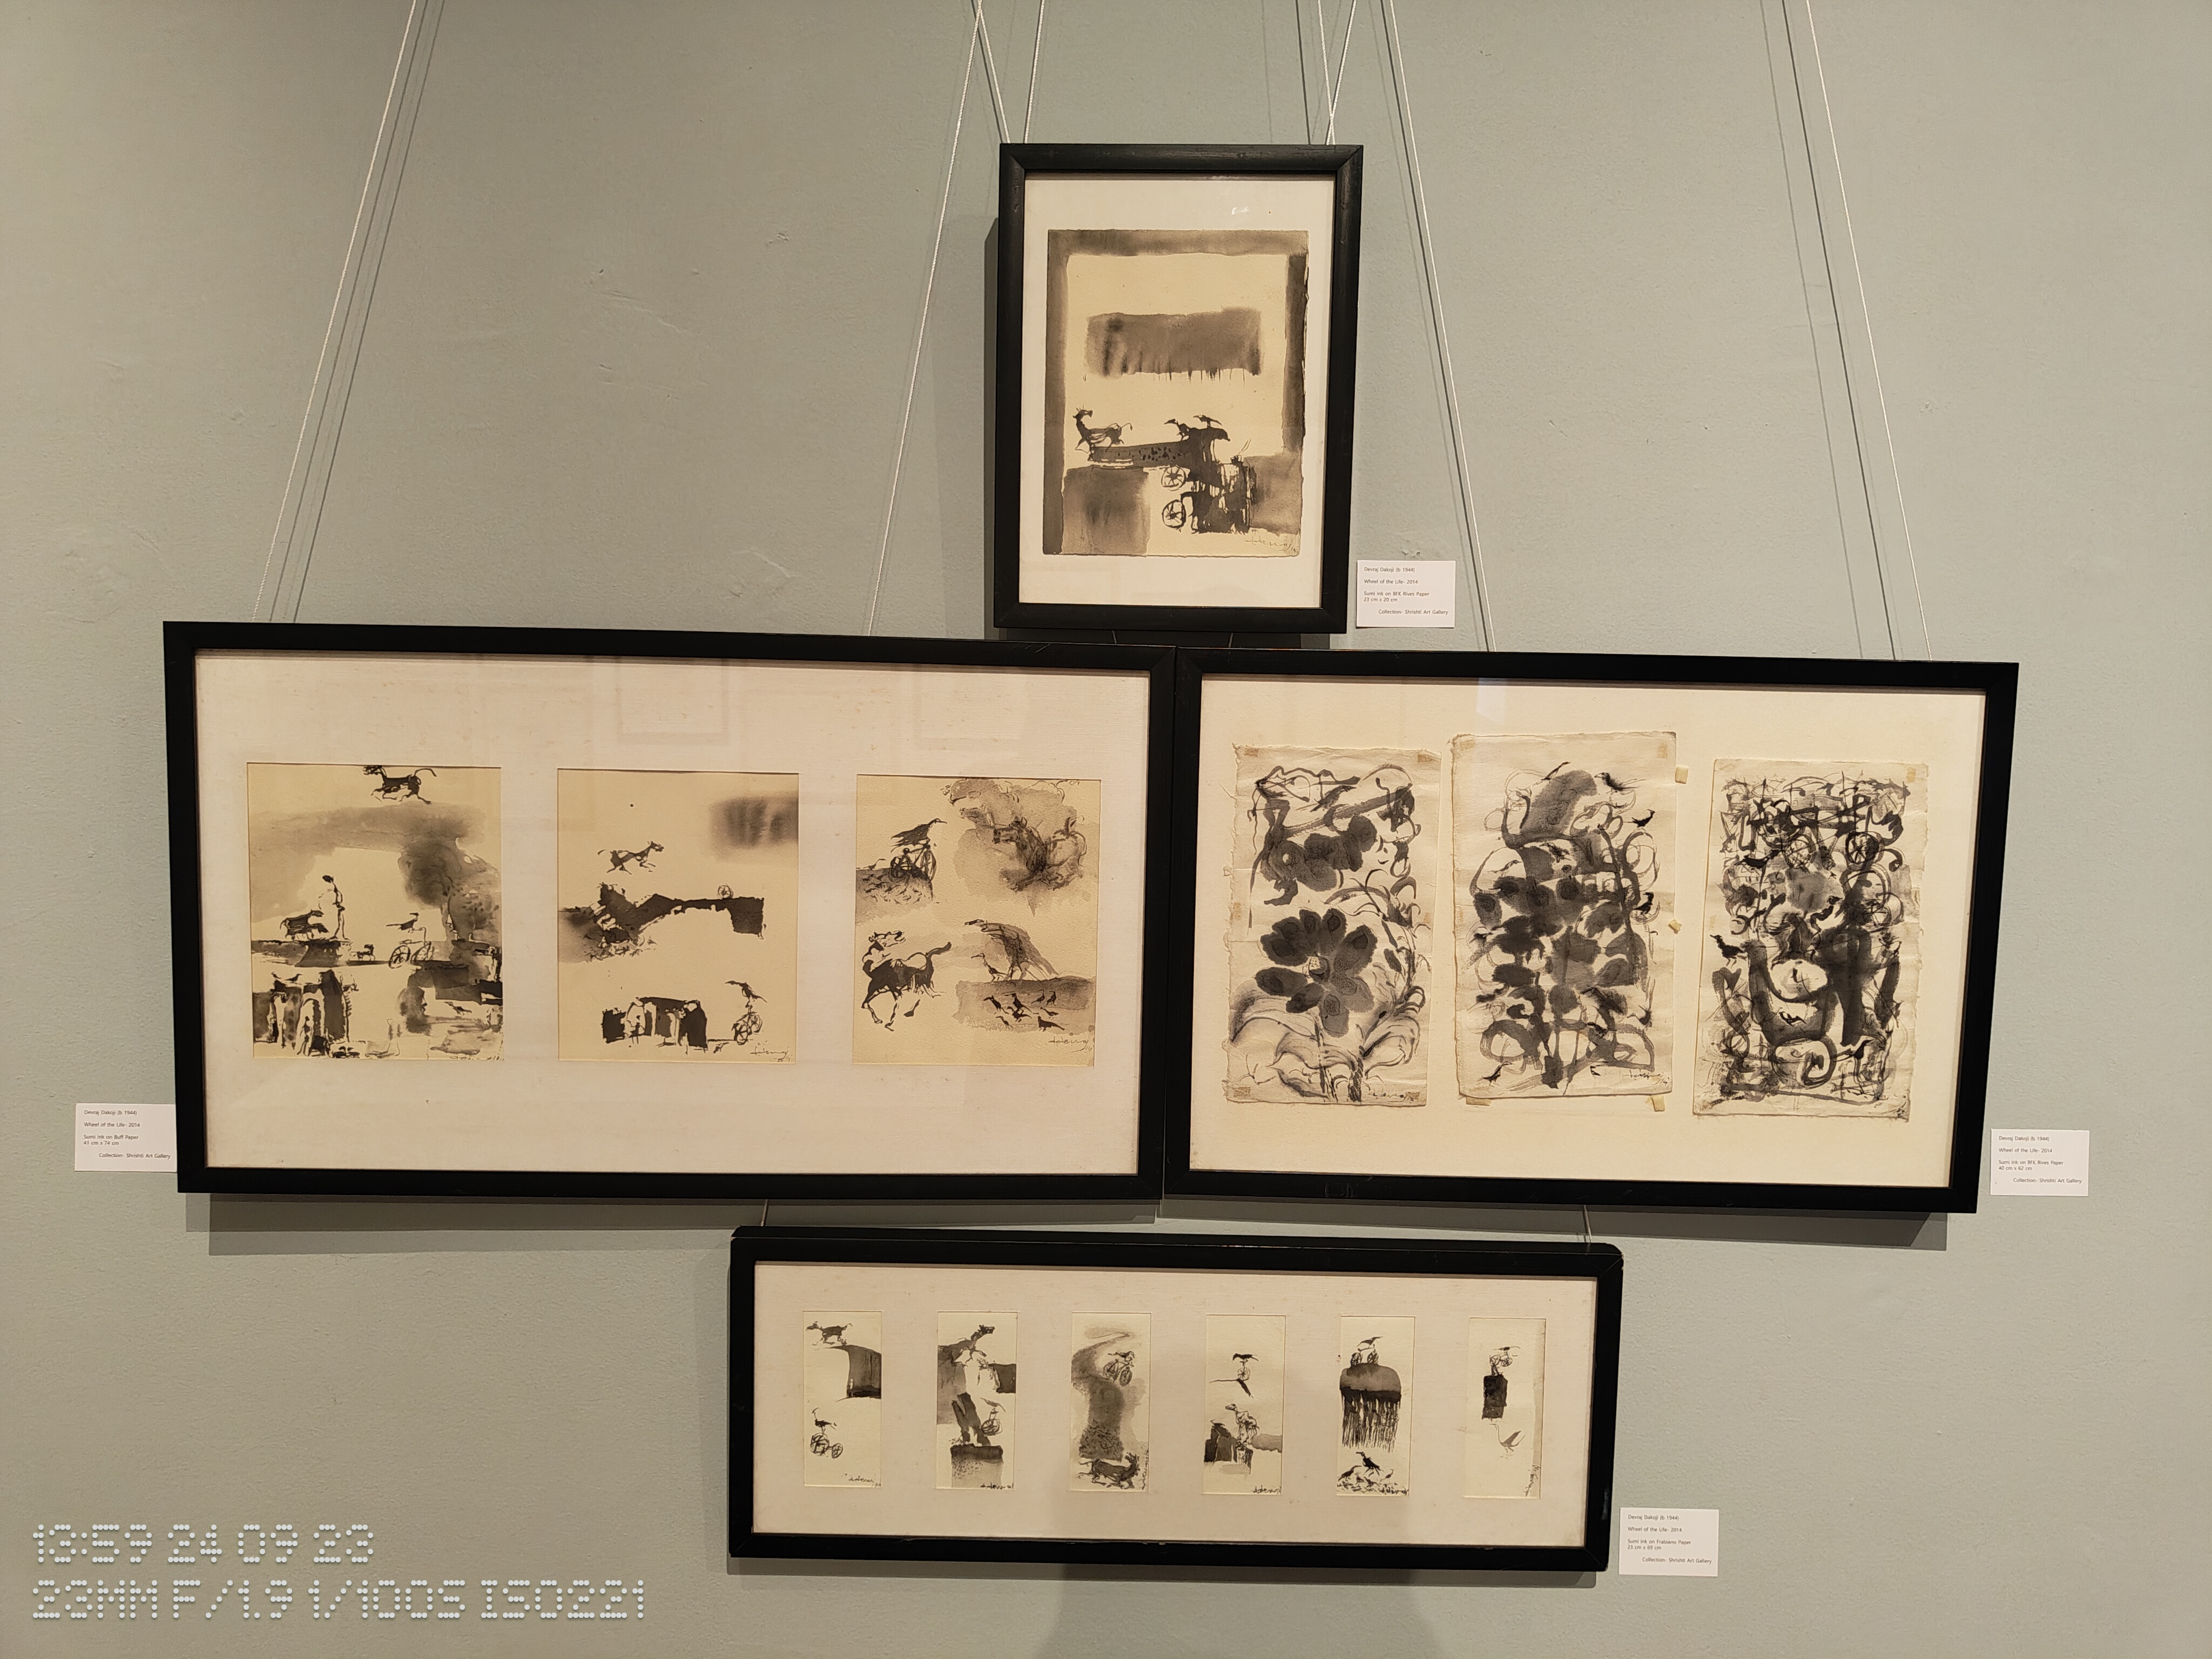 Devraj Dakoji (b 1944)
Wheel of the Life- 2014
Sumi ink on BFK Rives Paper
23 cm x 20 cm
Collection- Shrishti Art Gallery
Devraj Dakoji (b 1944)
Wheel of the Life- 2014
Sumi ink on Buff Paper
41 cm x 74 cm
Collection- Shrishti Art Gallery
Devraj Dakoji (b 1944)
Wheel of the Life- 2014
Sumi ink on BFK Rives Paper
40 cm x 62 cm
Collection- Shrishti Art Gallery
Devraj Dakoji (b 1944)
Wheel of the Life- 2014
Sumi ink on Frabiano Paper
23 cm x 69 cm
Collection- Shrishti Art Gallery
13:59 24 09 23
23MM F/1.9 1/100S ISO221